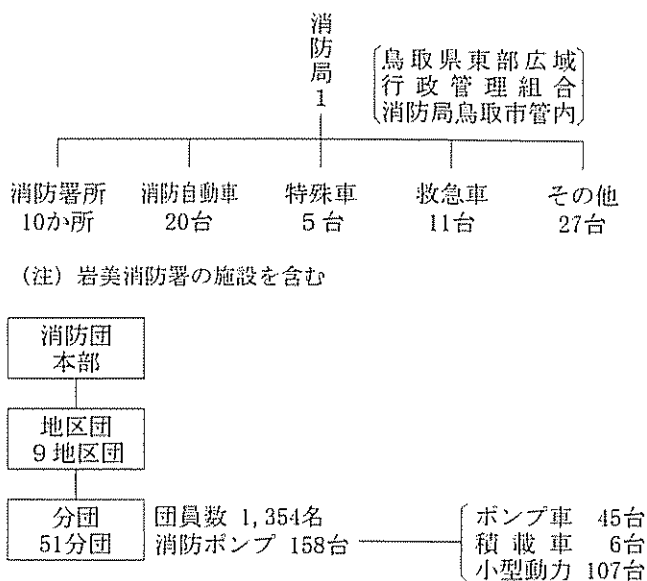 消防局
1
鳥取県東部広域
行政管理組合
消防局鳥取市管内
消防署所 消防自動車 特殊車 救急車 その他
10か所 20台 5台 11台 27台
(注) 岩美消防署の施設を含む
消防団
本部
地区団
9地区団
分団
51分団
団員数 1,354名
消防ポンプ 158台
ポンプ車 45台
積載車 6台
小型動力 107台